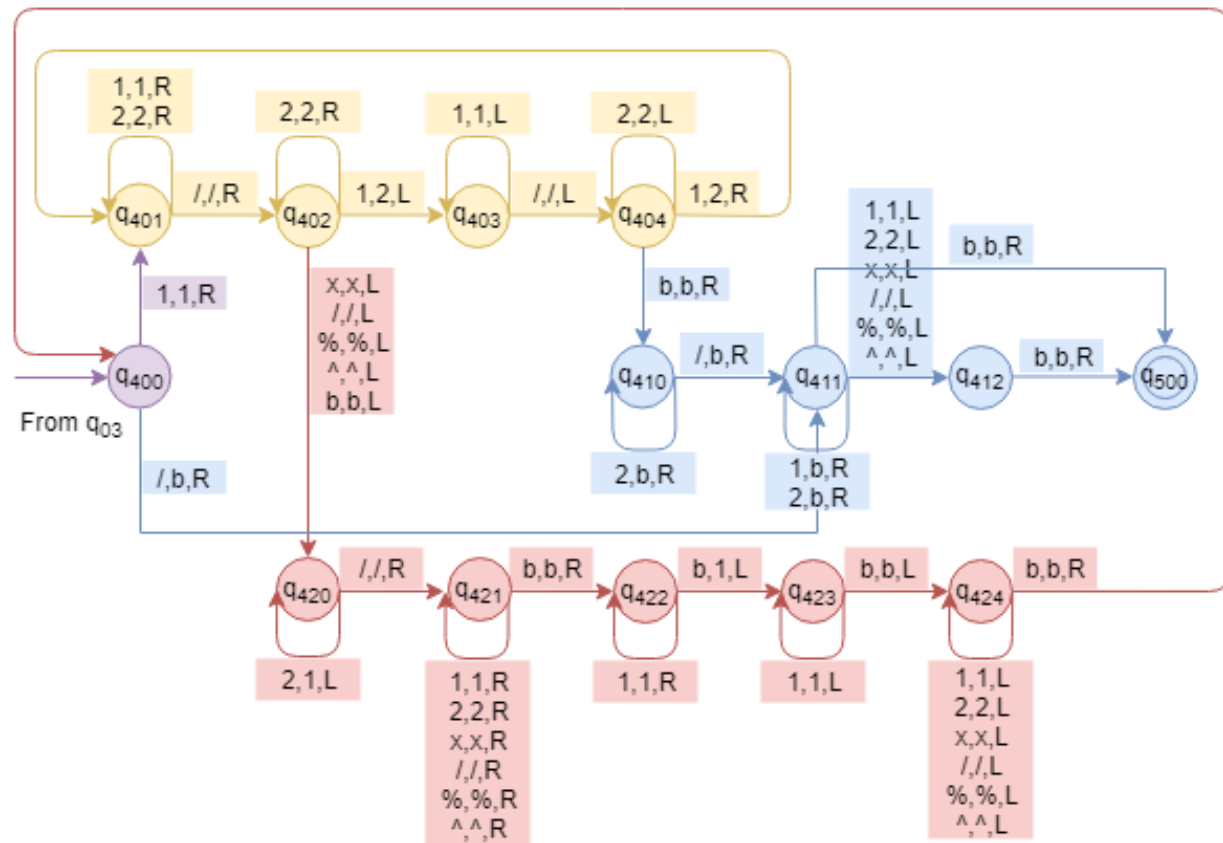 1,1,R
2,2,R
2,2,R
1,1,L
2,2,L
q401
/,/,R
q402
1,2,L
q403
/,/,L
q404
1,2,R
1,1,L
2,2,L
x,x,L
/,/,L
%,%,L
^,^,L
b,b,R
1,1,R
x,x,L
/,/,L
%,%,L
^,^,L
b,b,L
b,b,R
q400
From q03
/,b,R
q410
/,b,R
q411
q412
b,b,R
q500
2,b,R
1,b,R
2,b,R
q420
/,/,R
q421
b,b,R
q422
b,1,L
q423
b,b,L
q424
b,b,R
2,1,L
1,1,R
2,2,R
x,x,R
/,/,R
%,%,R
^,^,R
1,1,R
1,1,L
1,1,L
2,2,L
x,x,L
/,/,L
%,%,L
^,^,L